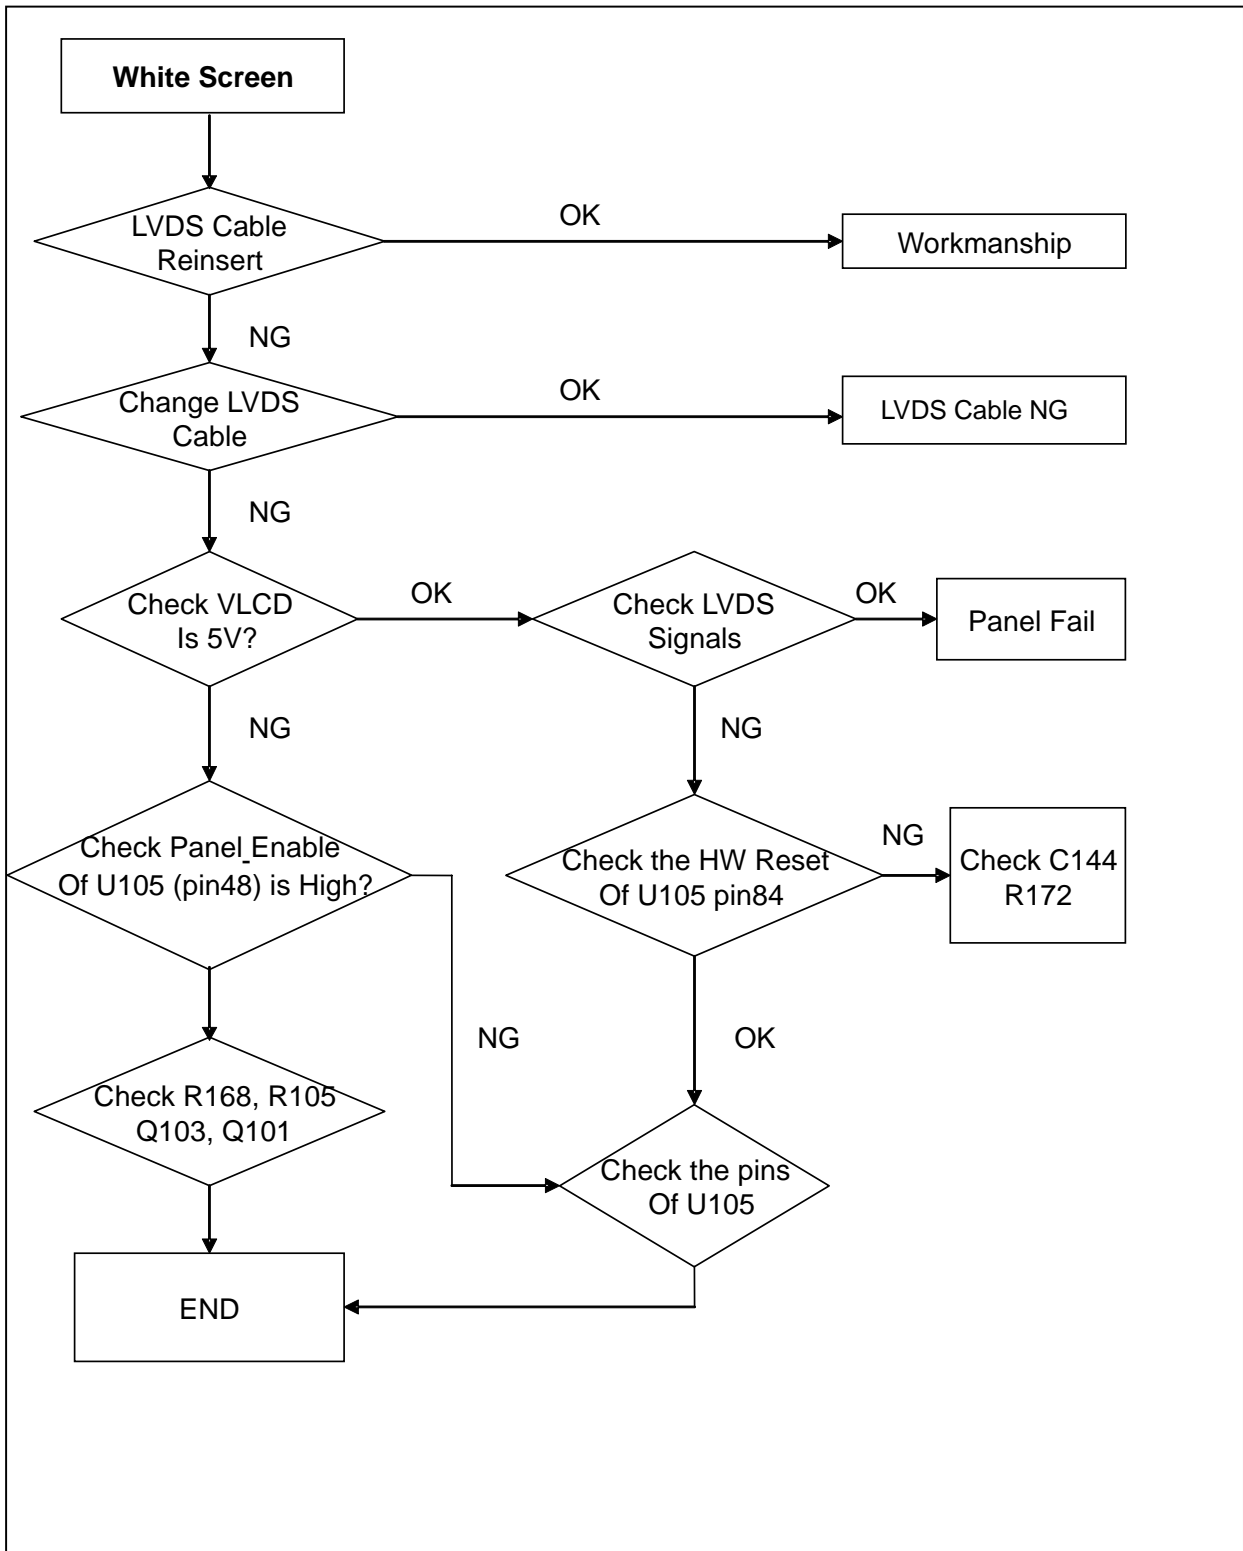 White Screen
LVDS Cable
Reinsert
OK
Workmanship
NG
Change LVDS
Cable
OK
LVDS Cable NG
NG
Check VLCD
Is 5V?
OK
Check LVDS
Signals
OK
Panel Fail
NG
NG
Check Panel_Enable
Of U105 (pin48) is High?
Check the HW Reset
Of U105 pin84
NG
Check C144
R172
NG
OK
Check R168, R105
Q103, Q101
Check the pins
Of U105
END